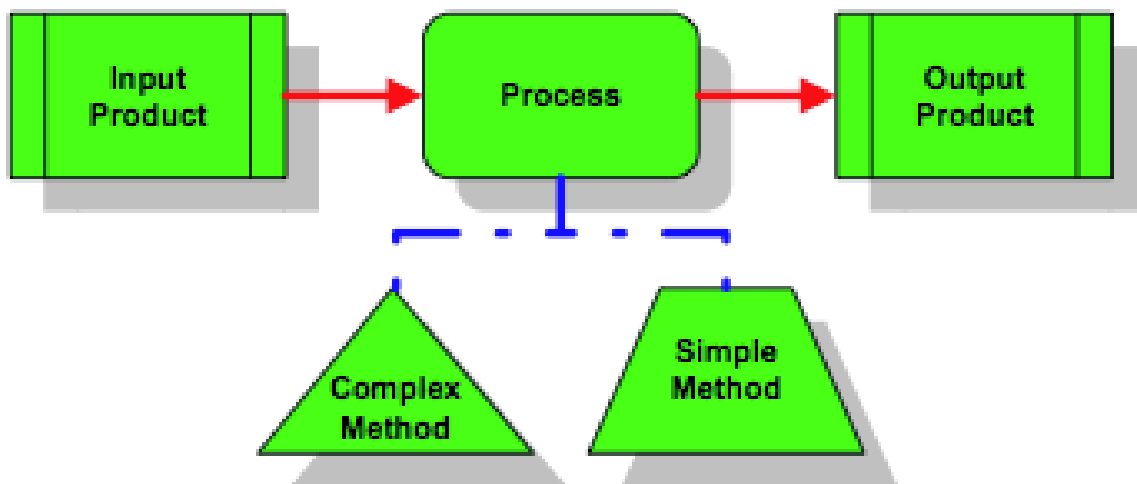 Input
Product
Process
Output
Product
Complex
Method
Simple
Method